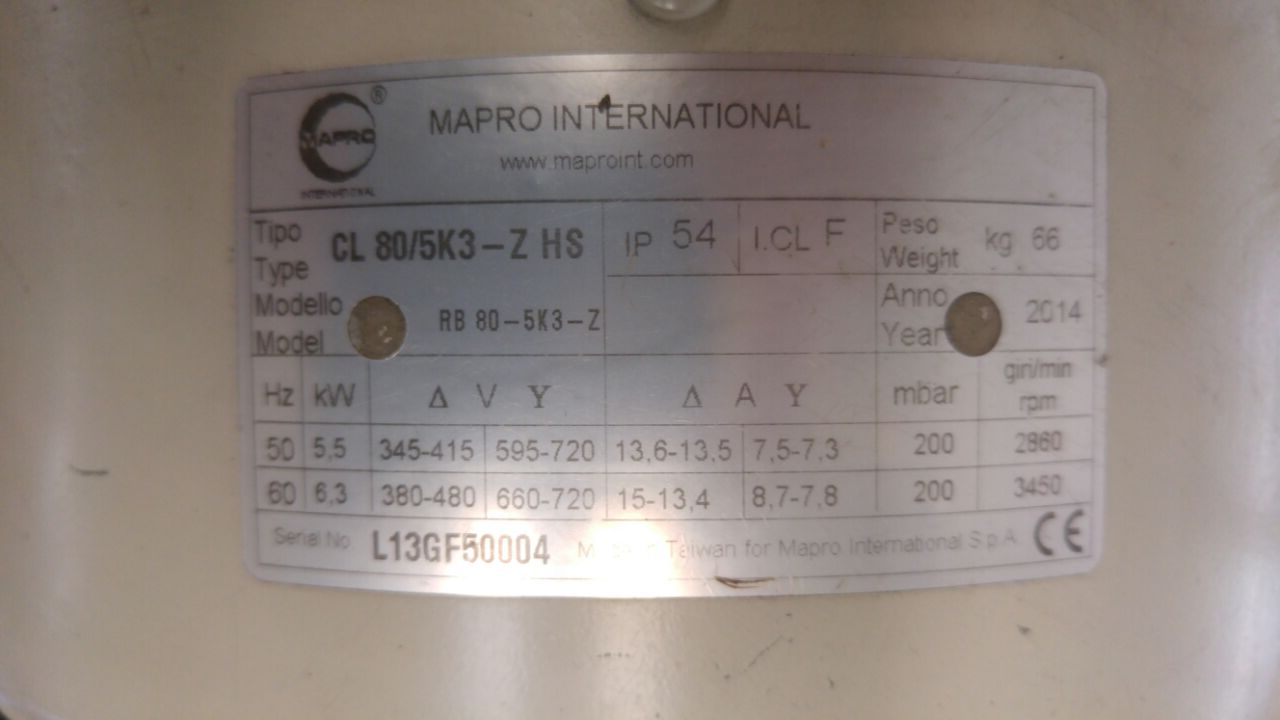 MAPRO ®
INTERNATIONAL
MAPRO INTERNATIONAL
www.maproint.com
Tipo
Type CL 80/5K3-Z HS IP 54 I.CL F Peso
Weight kg 66
Modello
Model RB 80-5K3-Z Anno
Year 2014
Hz kW Δ V Y Δ A Y mbar giri/min
rpm
50 5,5 345-415 595-720 13,6-13,5 7,5-7,3 200 2860
60 6,3 380-480 660-720 15-13,4 8,7-7,8 200 3450
Serial No. L13GF50004 Made in Taiwan for Mapro International S.p.A. CE